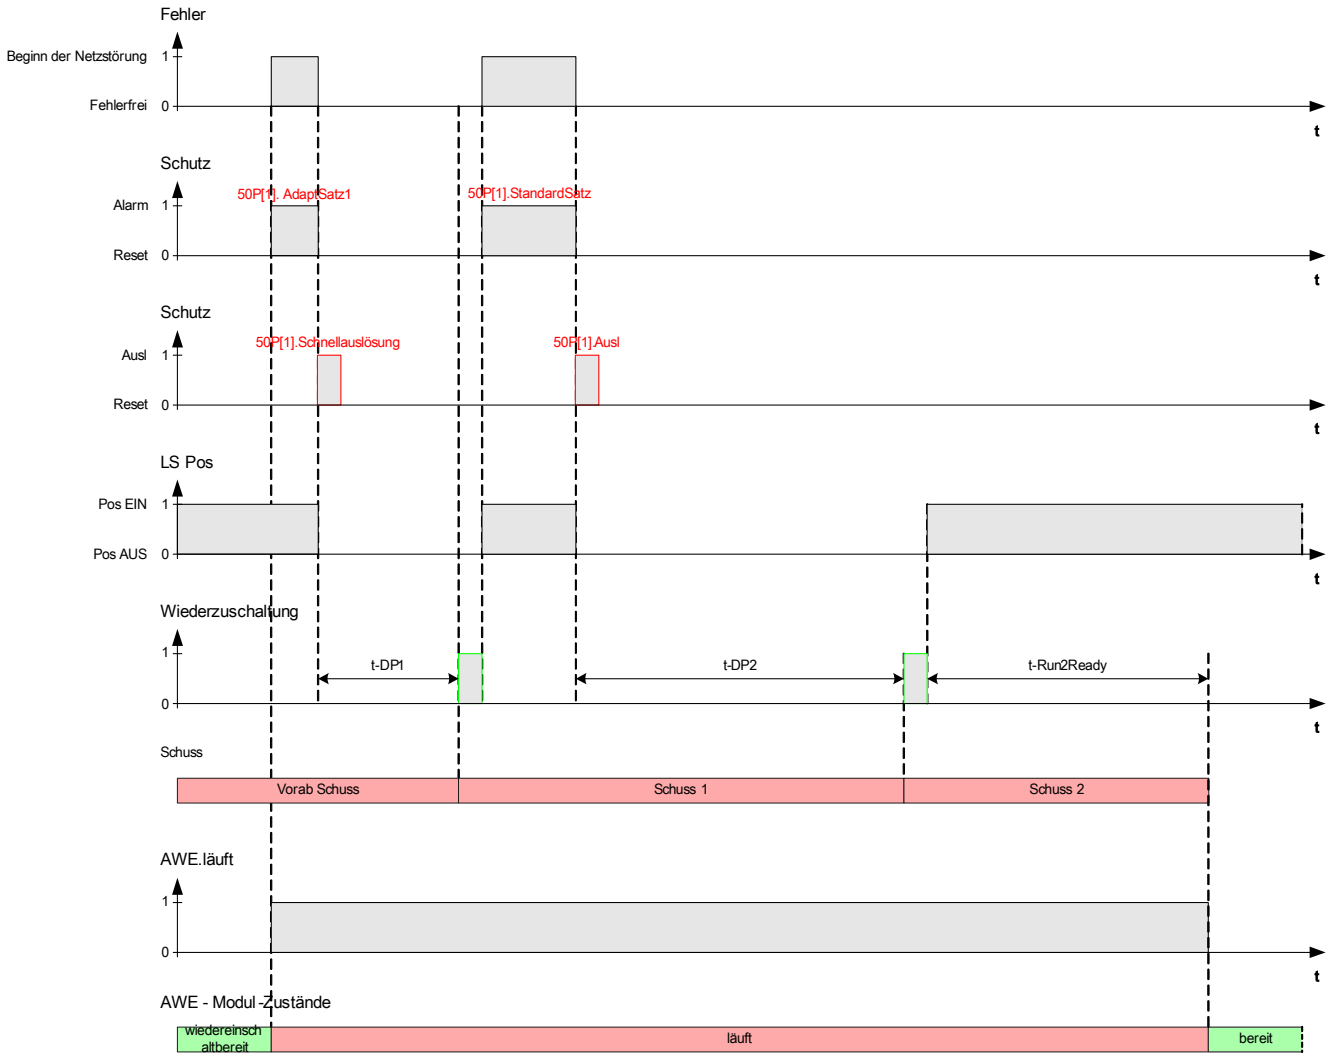 Fehler
Beginn der Netzstörung 1
Fehlerfrei 0
t
Schutz
50P[1]. AdaptSatz1 50P[1].StandardSatz
Alarm 1
Reset 0
t
Schutz
50P[1].Schnellauslösung 50P[1].Ausl
Ausl 1
Reset 0
t
LS Pos
Pos EIN 1
Pos AUS 0
t
Wiederzuschaltung
1
t-DP1 t-DP2 t-Run2Ready
0
t
Schuss
Vorab Schuss Schuss 1 Schuss 2
AWE.läuft
1
0
t
AWE - Modul-Zustände
wiedereinsch
altbereit
läuft
bereit